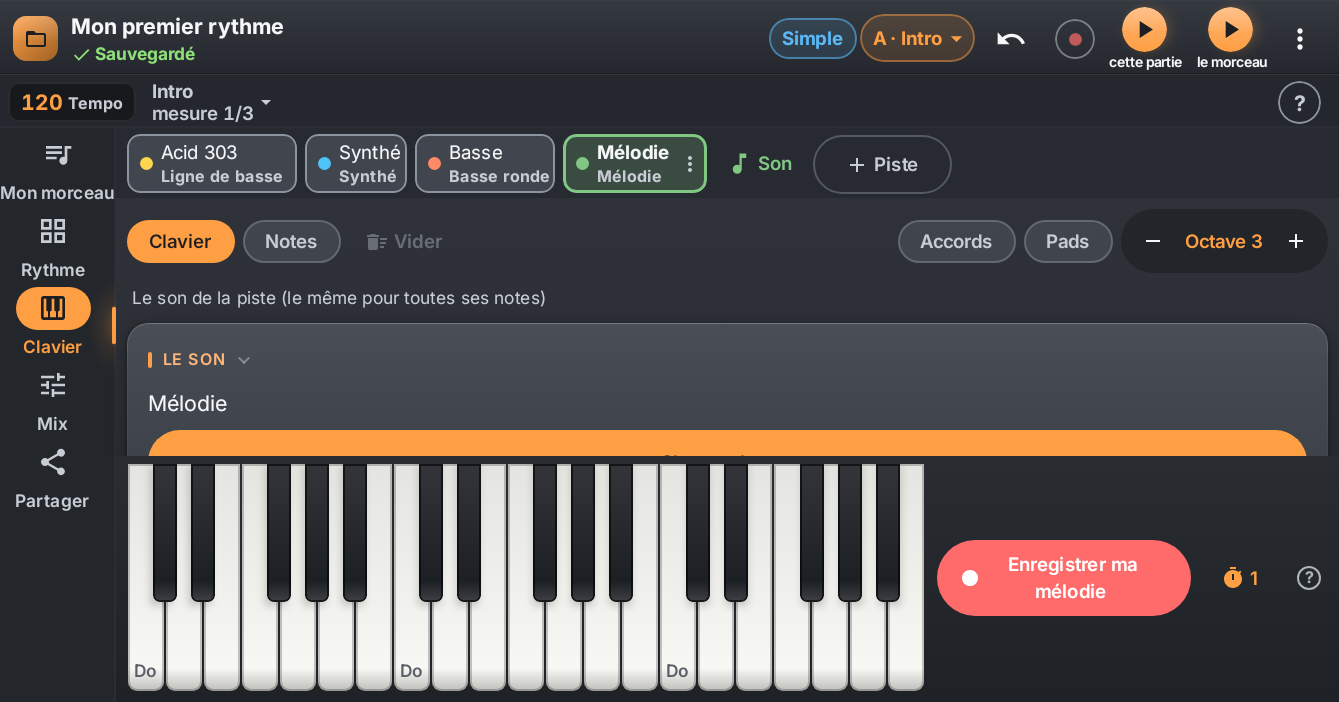 Mon premier rythme
Sauvegardé
Simple
A · Intro
cette partie
le morceau
120 Tempo
Intro
mesure 1/3
?
Mon morceau
Rythme
Clavier
Mix
Partager
Acid 303
Ligne de basse
Synthé
Synthé
Basse
Basse ronde
Mélodie
Mélodie
Son
+ Piste
Clavier
Notes
Vider
Accords
Pads
− Octave 3 +
Le son de la piste (le même pour toutes ses notes)
LE SON
Mélodie
Do
Do
Do
Enregistrer ma
mélodie
1
?